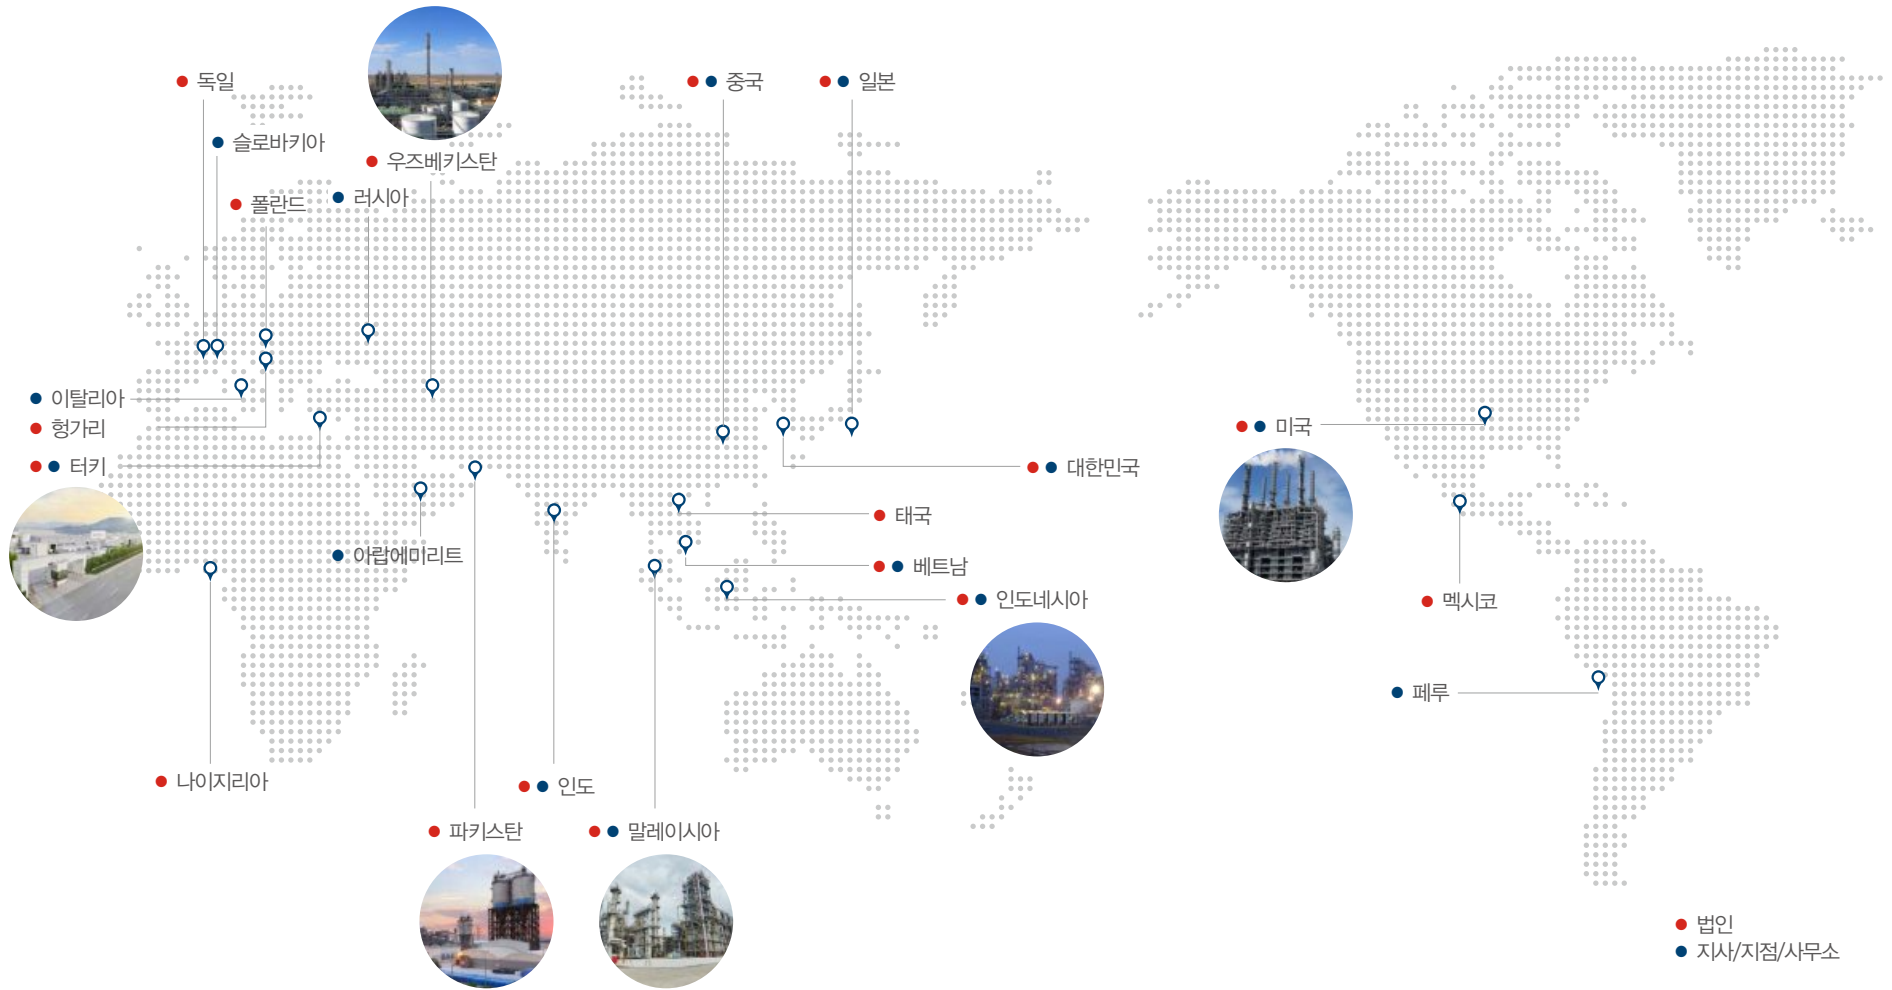 독일
중국
일본
슬로바키아
우즈베키스탄
폴란드
러시아
이탈리아
헝가리
터키
미국
대한민국
태국
아랍에미리트
베트남
인도네시아
멕시코
페루
나이지리아
인도
파키스탄
말레이시아
법인
지사/지점/사무소